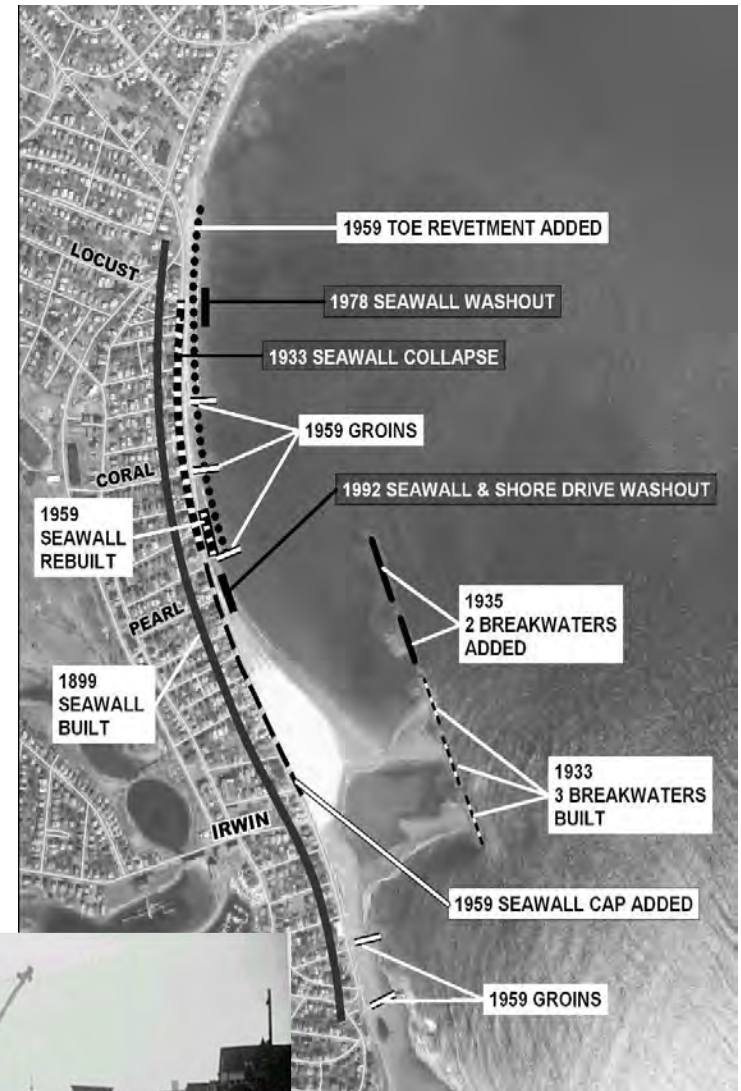 1959 TOE REVETMENT ADDED
LOCUST
1978 SEAWALL WASHOUT
1933 SEAWALL COLLAPSE
1959 GROINS
CORAL
1992 SEAWALL & SHORE DRIVE WASHOUT
1959
SEAWALL
REBUILT
1935
2 BREAKWATERS
ADDED
PEARL
1899
SEAWALL
BUILT
1933
3 BREAKWATERS
BUILT
IRWIN
1959 SEAWALL CAP ADDED
1959 GROINS